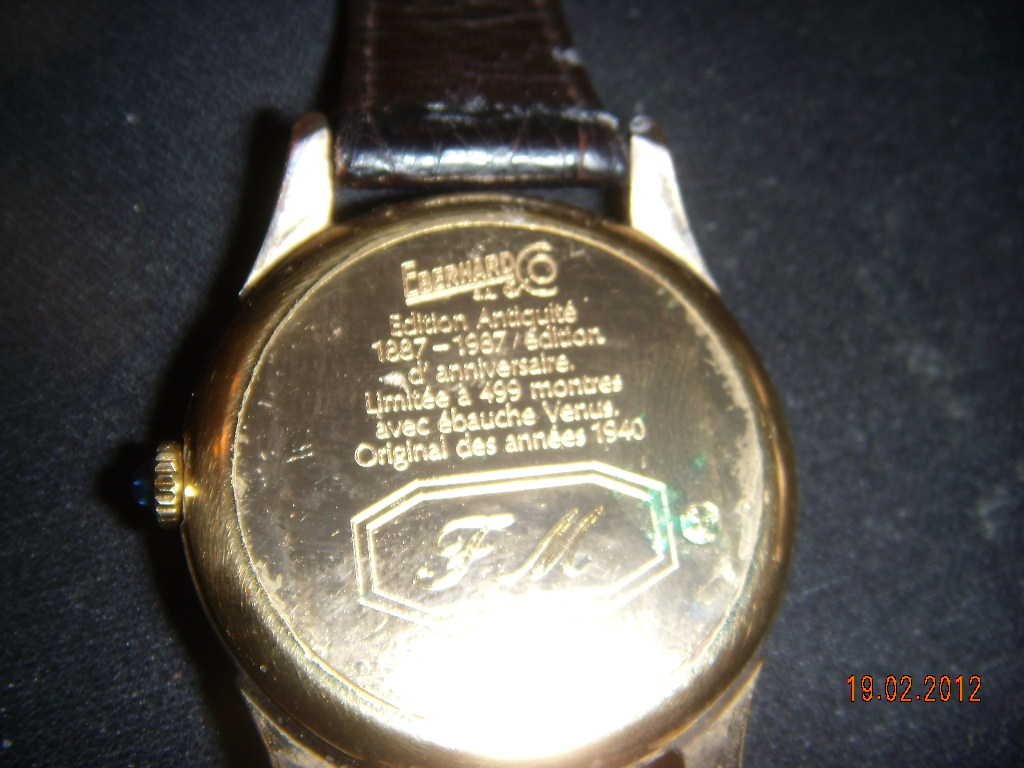 EBERHARD & CO
Edition Antiquité
1887-1987/édition
d'anniversaire.
Limitée à 499 montres
avec ébauche Venus.
Original des années 1940
F M
19.02.2012